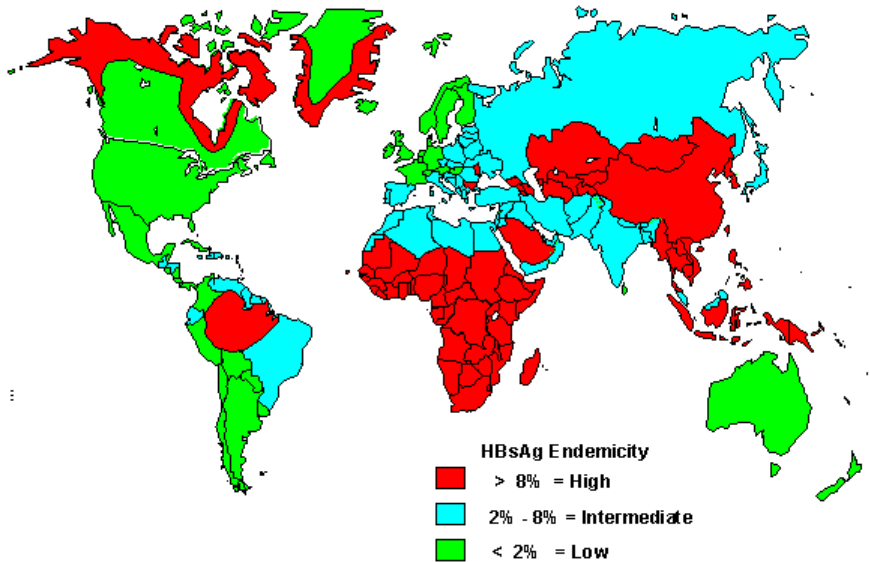 HBsAg Endemicity
> 8% = High
2% - 8% = Intermediate
< 2% = Low